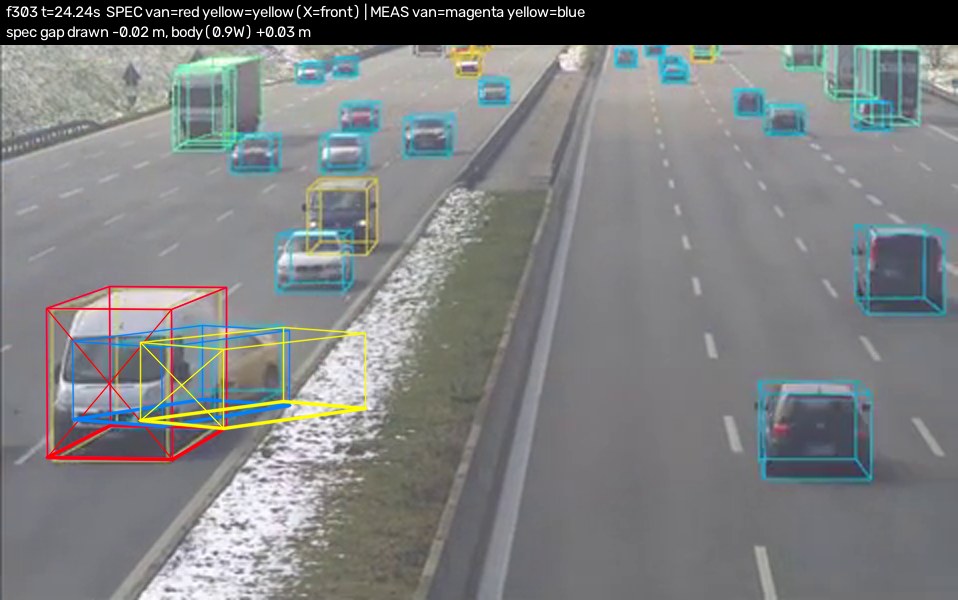 f303 t=24.24s SPEC van=red yellow=yellow (X=front) | MEAS van=magenta yellow=blue
spec gap drawn -0.02 m, body (0.9W) +0.03 m